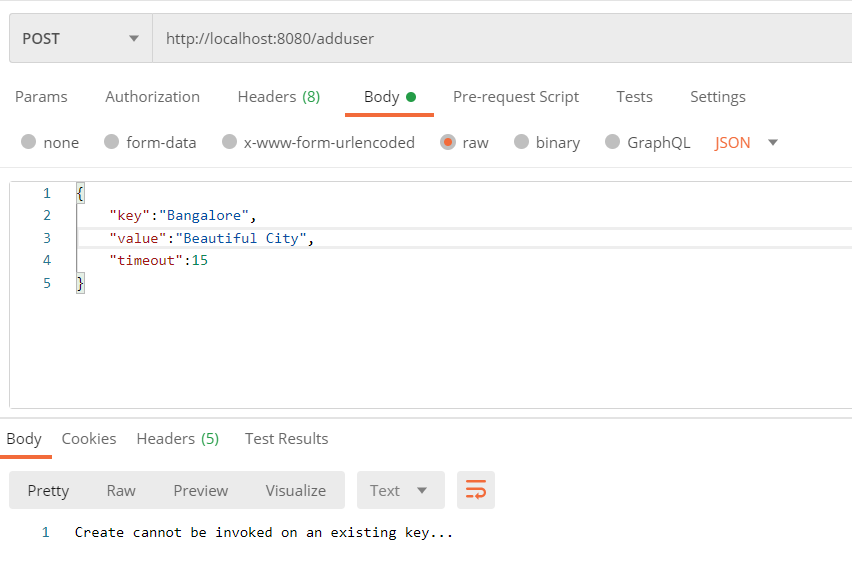 POST http://localhost:8080/adduser
Params Authorization Headers (8) Body Pre-request Script Tests Settings
none form-data x-www-form-urlencoded raw binary GraphQL JSON
1 {
2 "key":"Bangalore",
3 "value":"Beautiful City",
4 "timeout":15
5 }
Body Cookies Headers (5) Test Results
Pretty Raw Preview Visualize Text
1 Create cannot be invoked on an existing key...